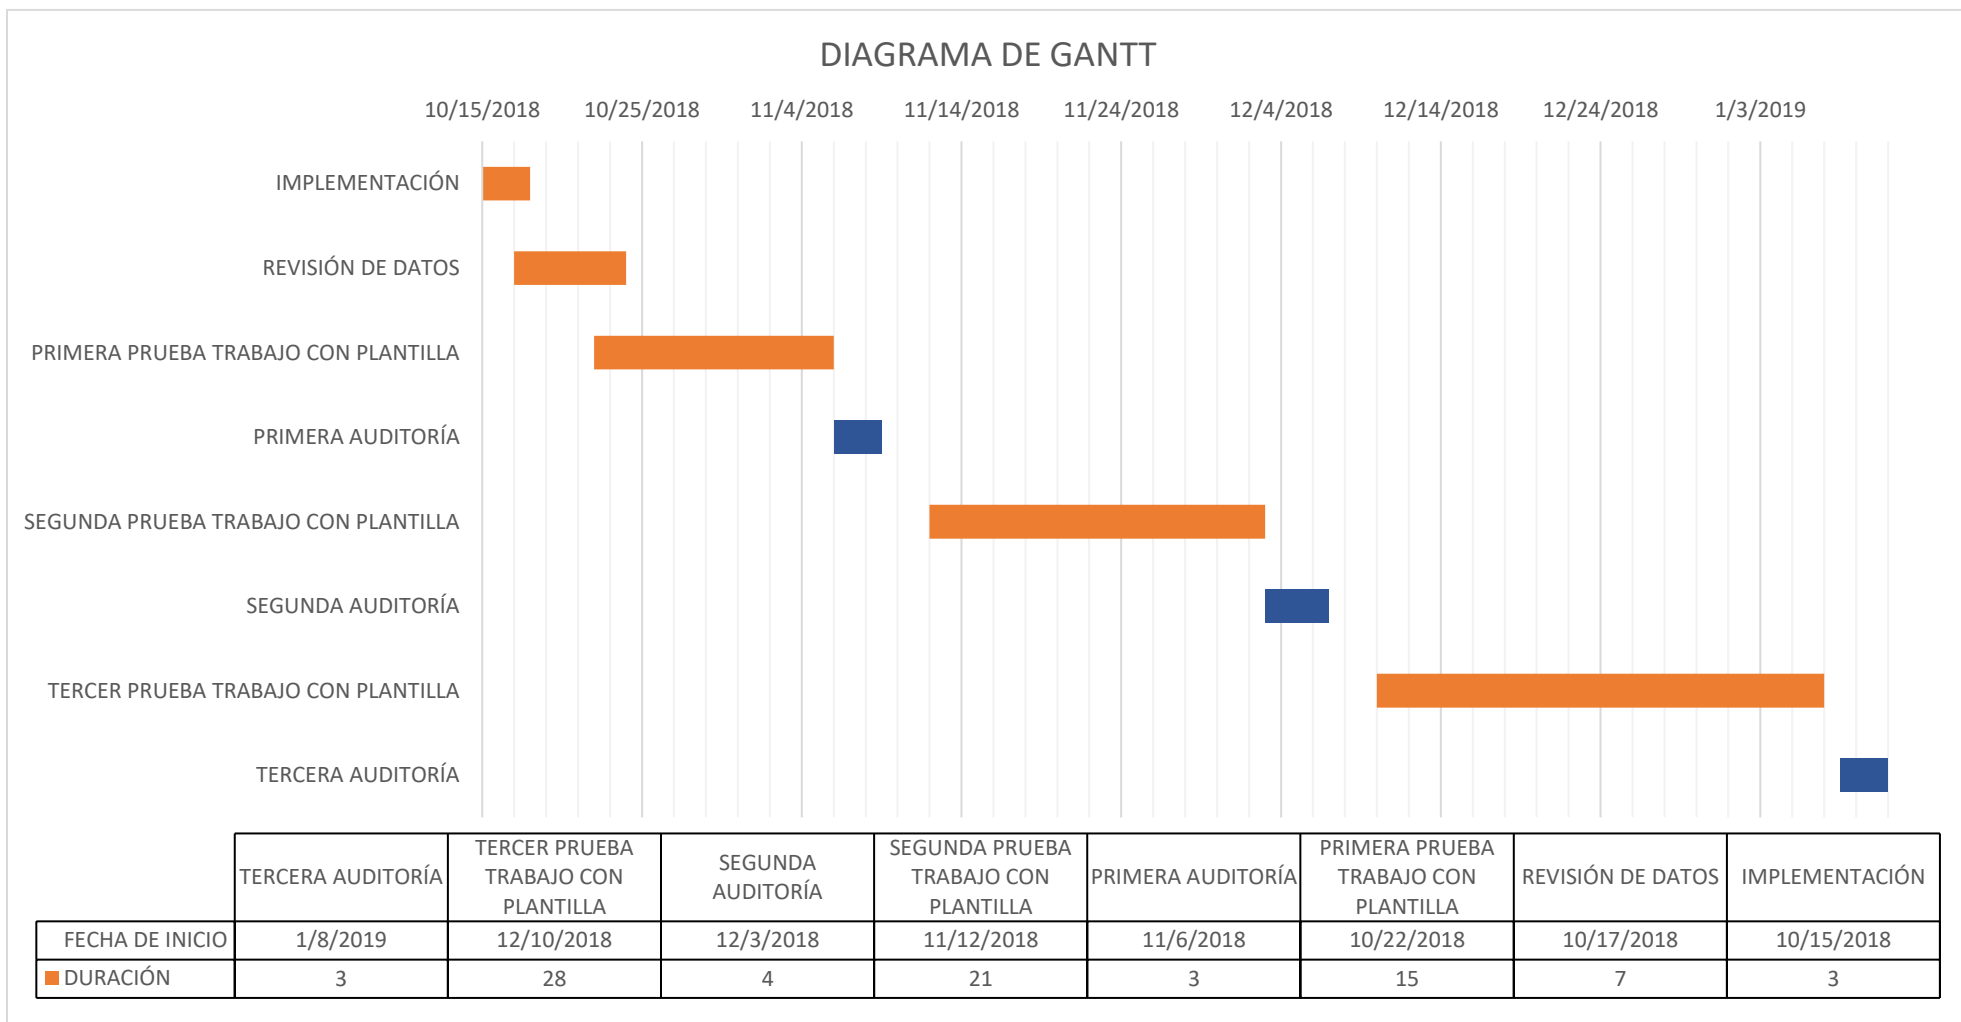 DIAGRAMA DE GANTT
10/15/2018 10/25/2018 11/4/2018 11/14/2018 11/24/2018 12/4/2018 12/14/2018 12/24/2018 1/3/2019
IMPLEMENTACIÓN
REVISIÓN DE DATOS
PRIMERA PRUEBA TRABAJO CON PLANTILLA
PRIMERA AUDITORÍA
SEGUNDA PRUEBA TRABAJO CON PLANTILLA
SEGUNDA AUDITORÍA
TERCER PRUEBA TRABAJO CON PLANTILLA
TERCERA AUDITORÍA
TERCERA AUDITORÍA
TERCER PRUEBA
TRABAJO CON
PLANTILLA
SEGUNDA
AUDITORÍA
SEGUNDA PRUEBA
TRABAJO CON
PLANTILLA
PRIMERA AUDITORÍA
PRIMERA PRUEBA
TRABAJO CON
PLANTILLA
REVISIÓN DE DATOS
IMPLEMENTACIÓN
FECHA DE INICIO 1/8/2019 12/10/2018 12/3/2018 11/12/2018 11/6/2018 10/22/2018 10/17/2018 10/15/2018
DURACIÓN 3 28 4 21 3 15 7 3